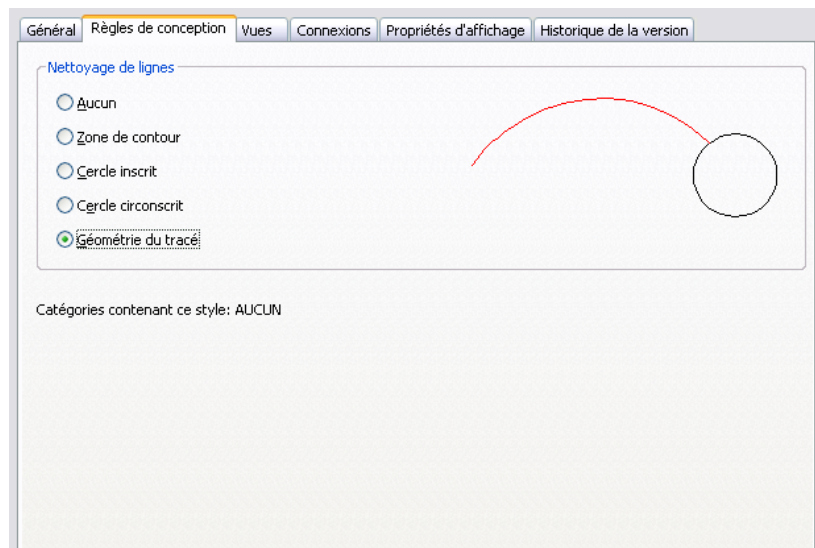 Général Règles de conception Vues Connexions Propriétés d'affichage Historique de la version
Nettoyage de lignes
Aucun
Zone de contour
Cercle inscrit
Cercle circonscrit
Géométrie du tracé
Catégories contenant ce style: AUCUN